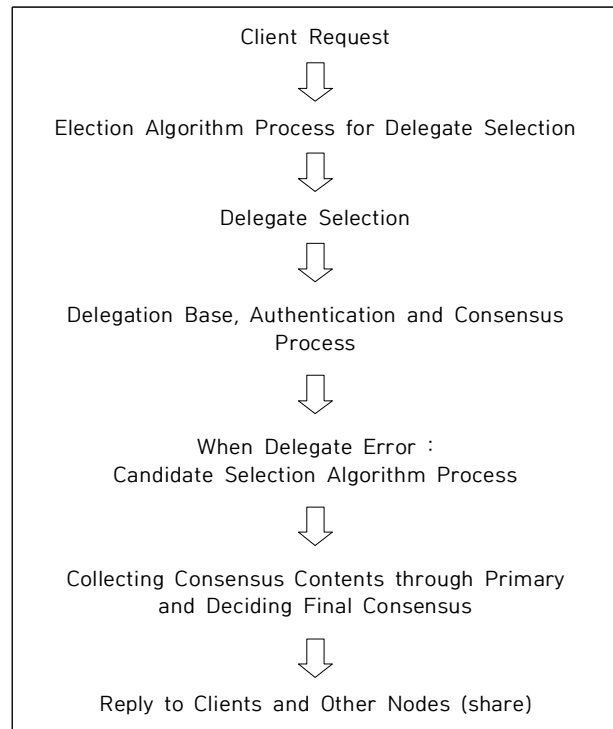 Client Request
Election Algorithm Process for Delegate Selection
Delegate Selection
Delegation Base, Authentication and Consensus
Process
When Delegate Error :
Candidate Selection Algorithm Process
Collecting Consensus Contents through Primary
and Deciding Final Consensus
Reply to Clients and Other Nodes (share)